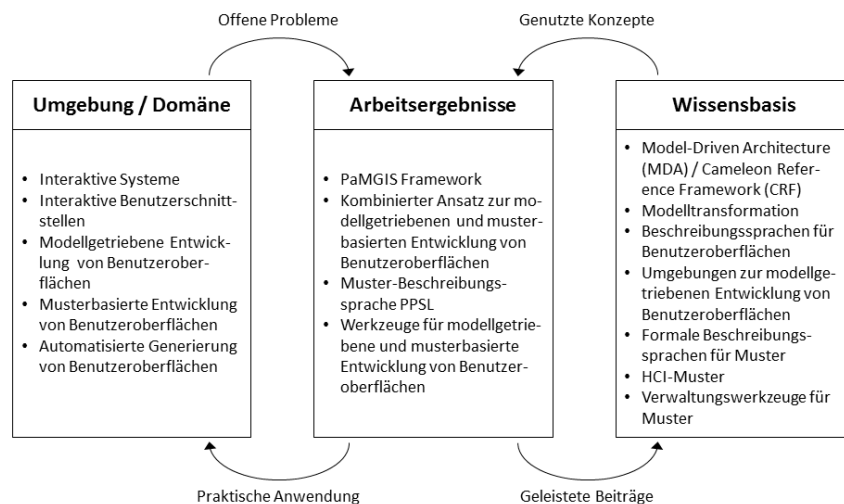 Offene Probleme
Genutzte Konzepte
Umgebung / Domäne
• Interaktive Systeme
• Interaktive Benutzerschnitt-
stellen
• Modellgetriebene Entwick-
lung von Benutzerober-
flächen
• Musterbasierte Entwicklung
von Benutzeroberflächen
• Automatisierte Generierung
von Benutzeroberflächen
Arbeitsergebnisse
• PaMGIS Framework
• Kombinierter Ansatz zur mo-
dellgetriebenen und muster-
basierten Entwicklung von
Benutzeroberflächen
• Muster-Beschreibungs-
sprache PPSL
• Werkzeuge für modellgetrie-
bene und musterbasierte
Entwicklung von Benutzer-
oberflächen
Wissensbasis
• Model-Driven Architecture
(MDA) / Cameleon Refe-
rence Framework (CRF)
• Modelltransformation
• Beschreibungssprachen für
Benutzeroberflächen
• Umgebungen zur modellge-
triebenen Entwicklung von
Benutzeroberflächen
• Formale Beschreibungs-
sprachen für Muster
• HCI-Muster
• Verwaltungswerkzeuge für
Muster
Praktische Anwendung
Geleistete Beiträge